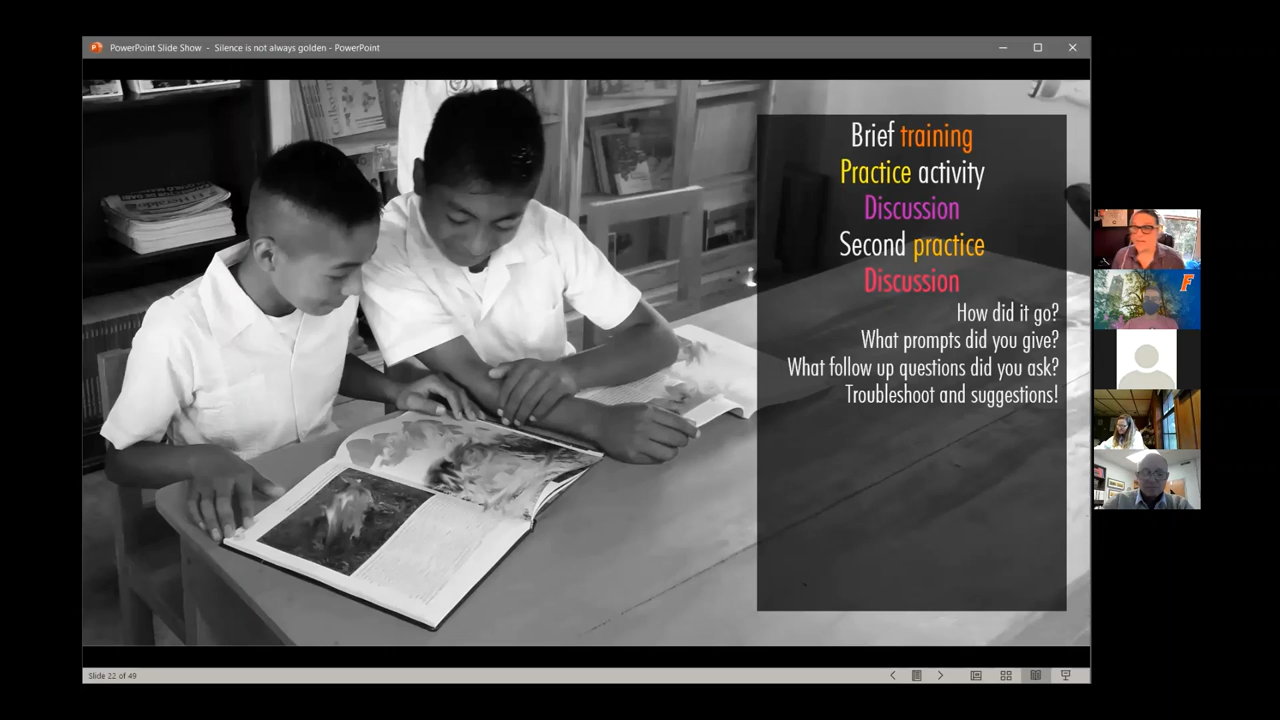 PowerPoint Slide Show - Silence is not always golden - PowerPoint
Brief training
Practice activity
Discussion
Second practice
Discussion
How did it go?
What prompts did you give?
What follow up questions did you ask?
Troubleshoot and suggestions!
F
Slide 22 of 49